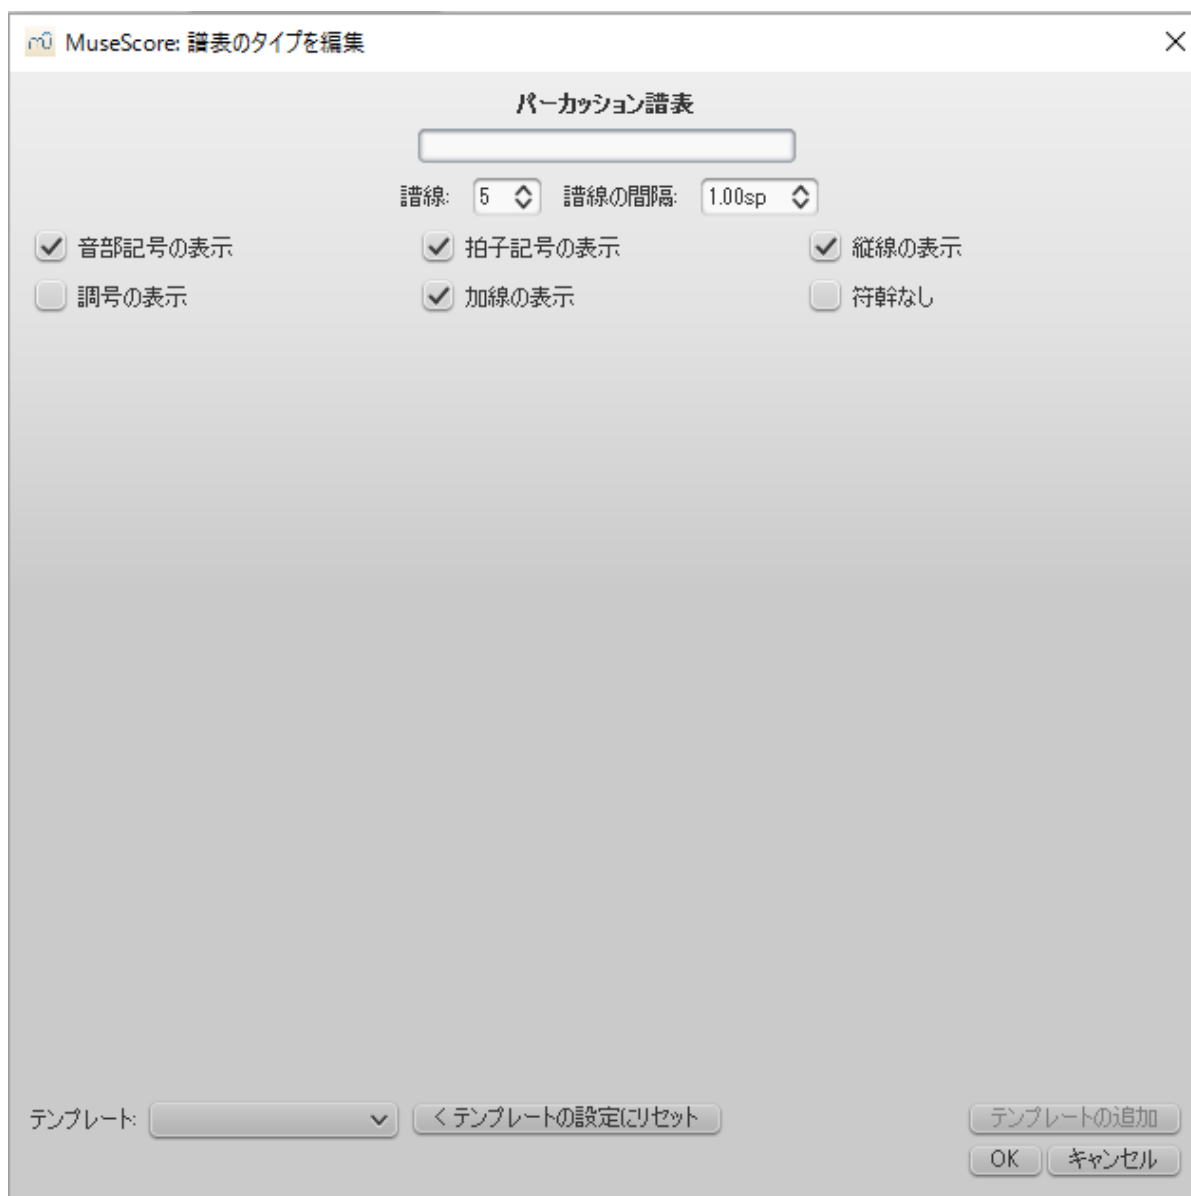 MuseScore: 譜表のタイプを編集
パーカッション譜表
譜線: 5 譜線の間隔: 1.00sp
音部記号の表示 拍子記号の表示 縦線の表示
調号の表示 加線の表示 符幹なし
テンプレート: < テンプレートの設定にリセット テンプレートの追加
OK キャンセル